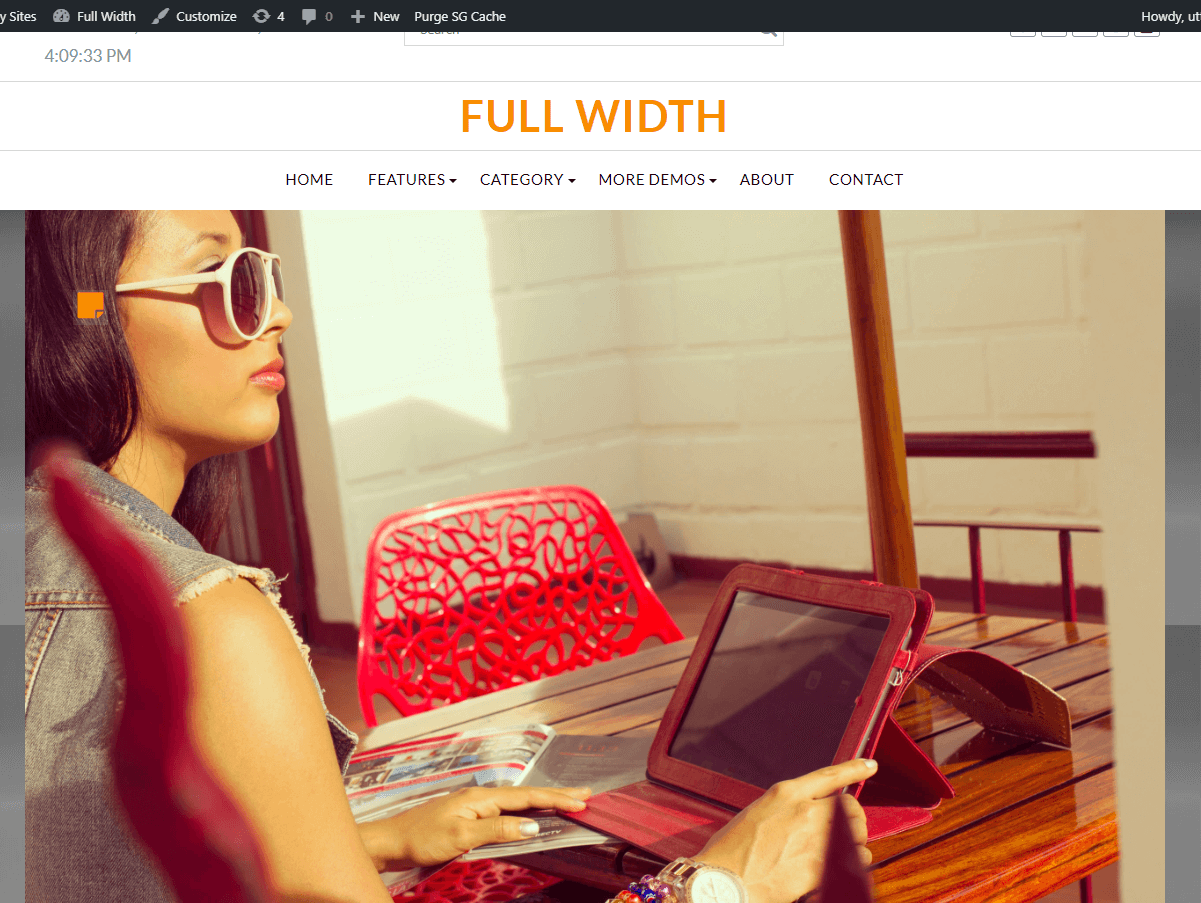 y Sites Full Width Customize 4 0 New Purge SG Cache Howdy, ut
Search
4:09:33 PM
FULL WIDTH
HOME FEATURES CATEGORY MORE DEMOS ABOUT CONTACT